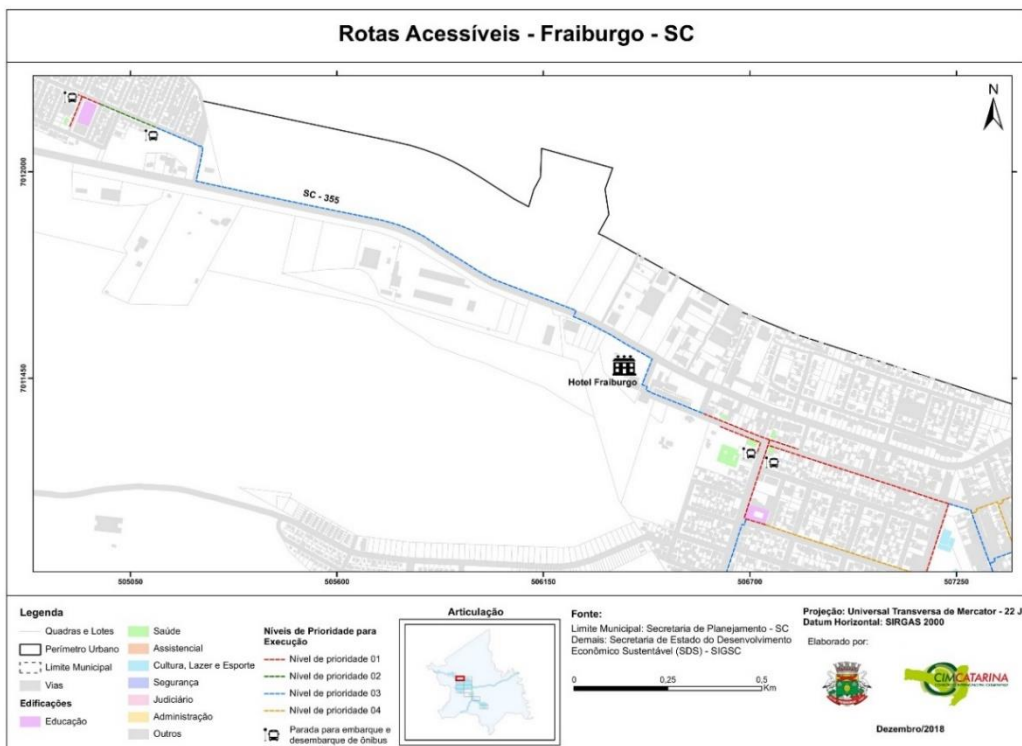 Rotas Acessíveis - Fraiburgo - SC
N
7012000
7011450
SC - 355
Hotel Fraiburgo
505050
505600
506150
506700
507250
Legenda
Quadras e Lotes
Perímetro Urbano
Limite Municipal
Vias
Edificações
Educação
Saúde
Assistencial
Cultura, Lazer e Esporte
Segurança
Judiciário
Administração
Outros
Níveis de Prioridade para
Execução
Nível de prioridade 01
Nível de prioridade 02
Nível de prioridade 03
Nível de prioridade 04
Parada para embarque e
desembarque de ônibus
Articulação
Fonte:
Limite Municipal: Secretaria de Planejamento - SC
Demais: Secretaria de Estado do Desenvolvimento
Econômico Sustentável (SDS) - SIGSC
0
0,25
0,5
Km
Projeção: Universal Transversa de Mercator - 22 J
Datum Horizontal: SIRGAS 2000
Elaborado por:
CIMCATARINA
Dezembro/2018